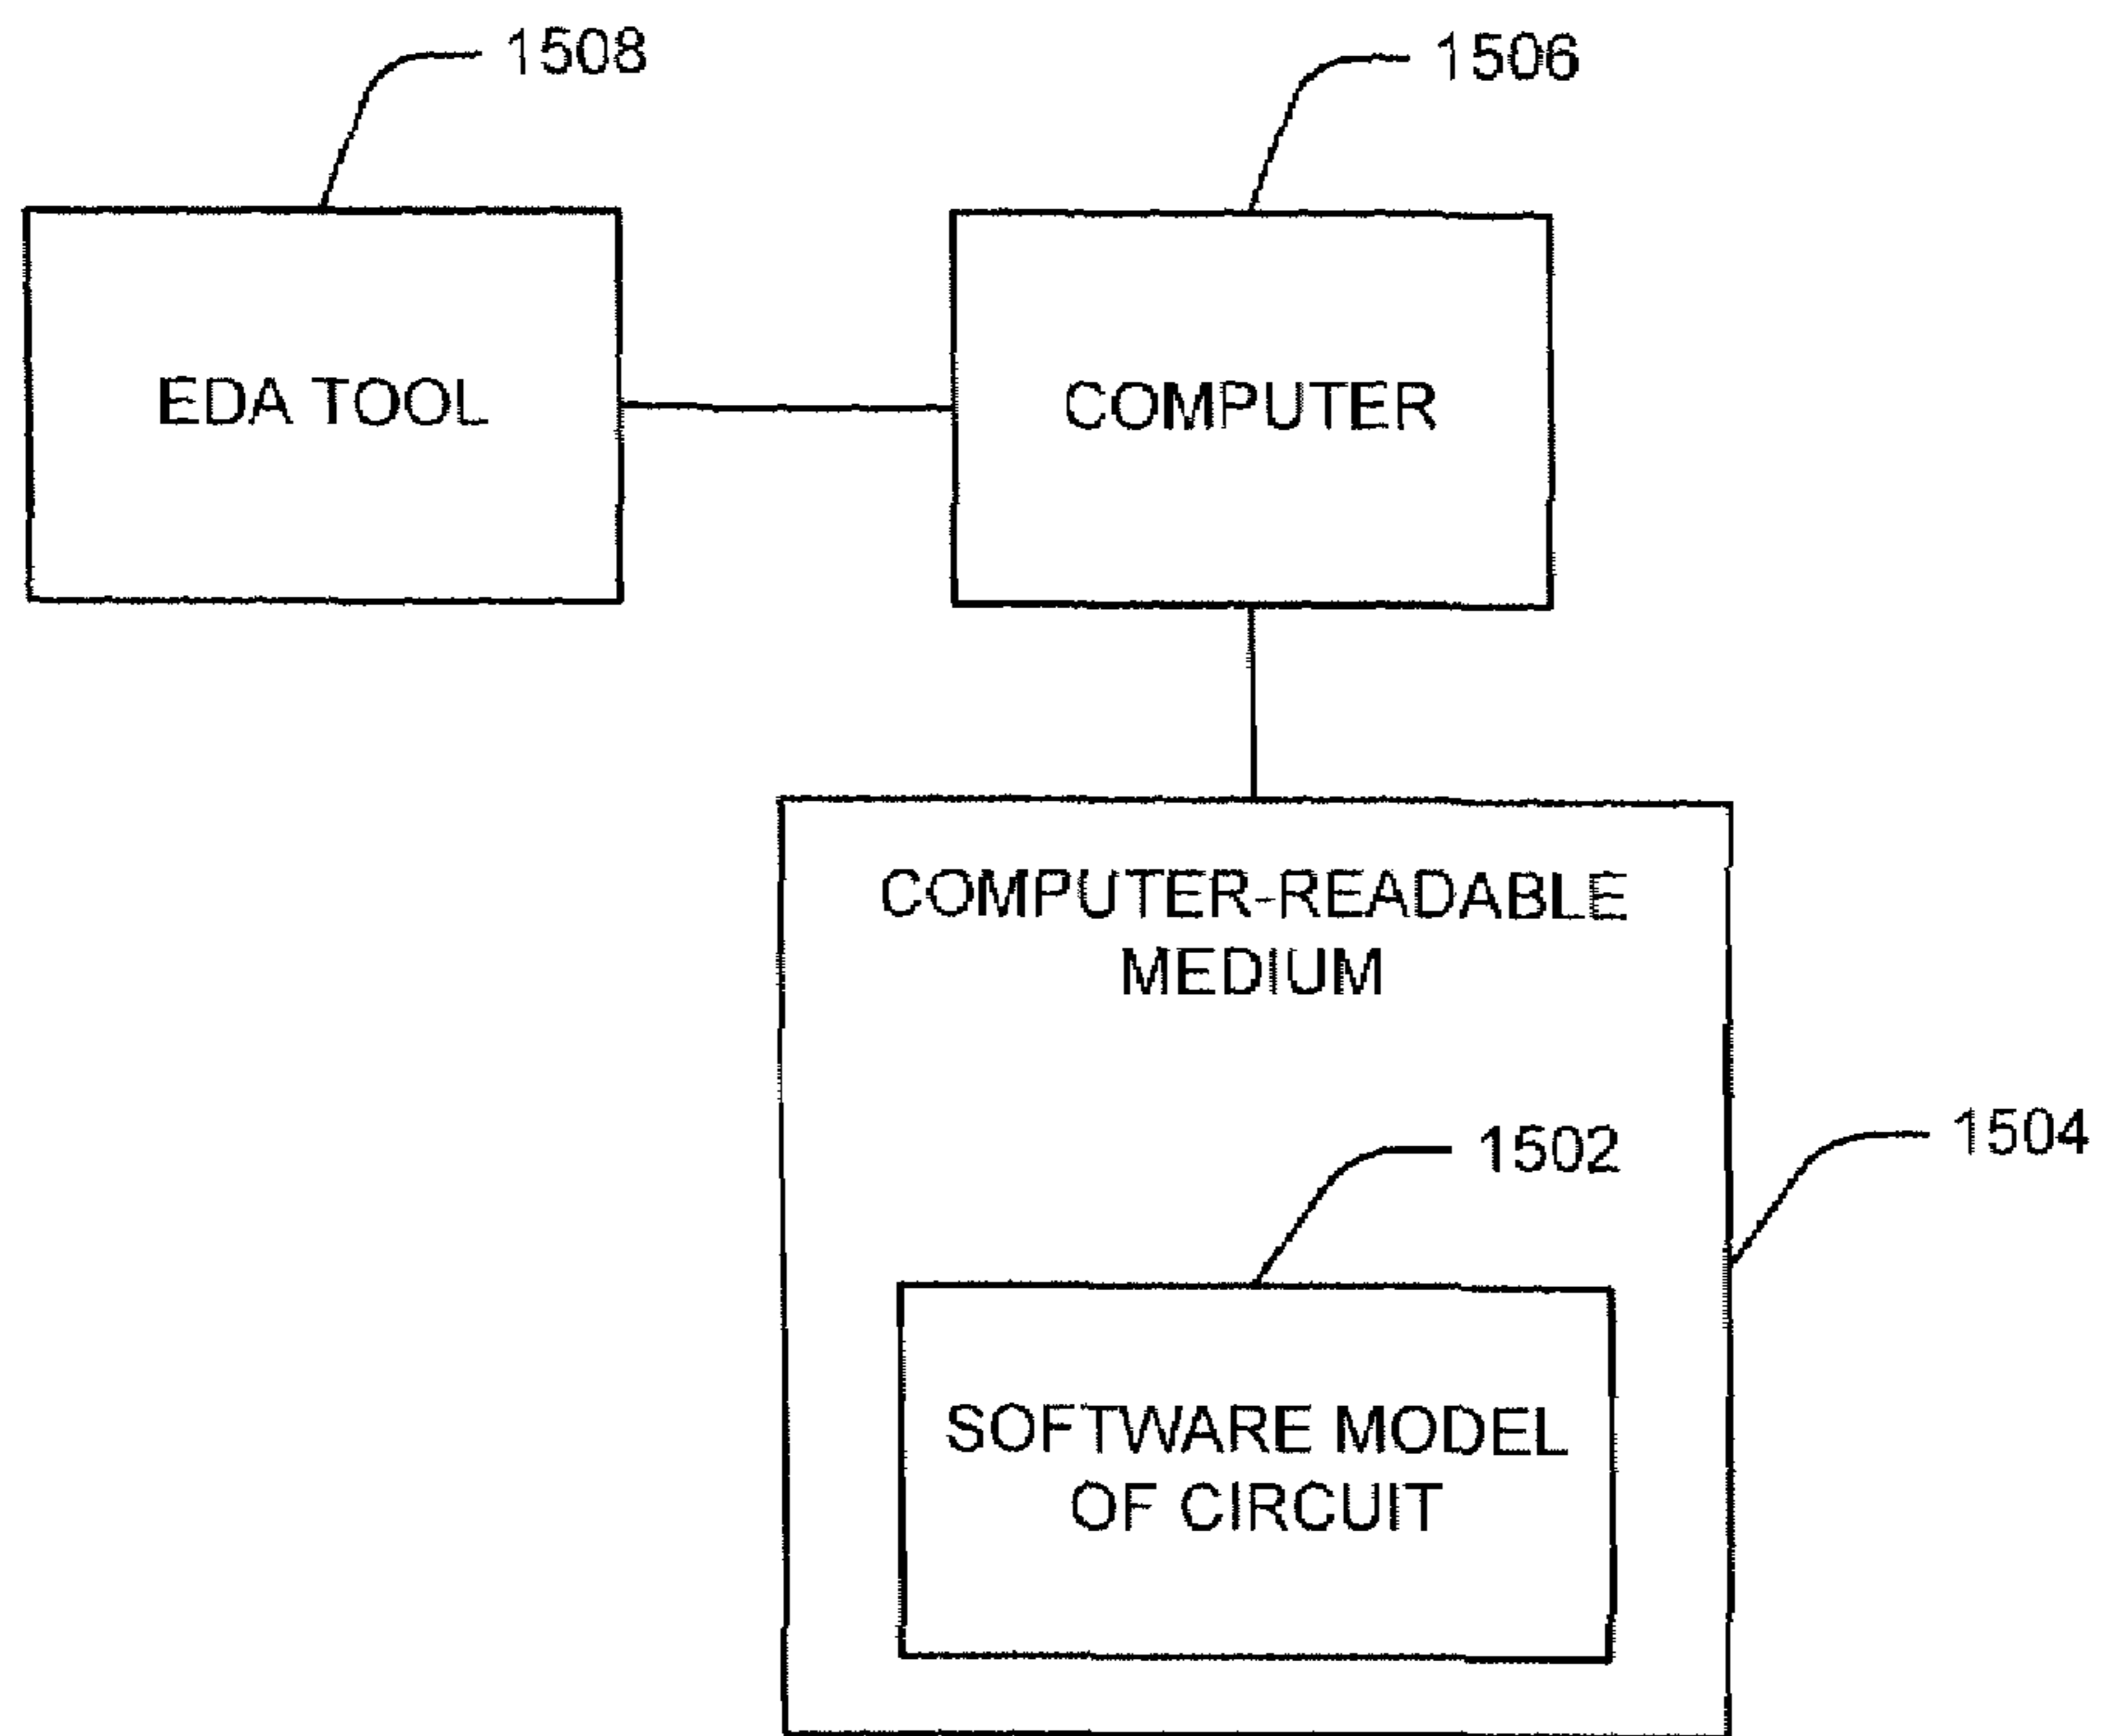 1508
1506
EDA TOOL
COMPUTER
COMPUTER-READABLE
MEDIUM
1502
1504
SOFTWARE MODEL
OF CIRCUIT